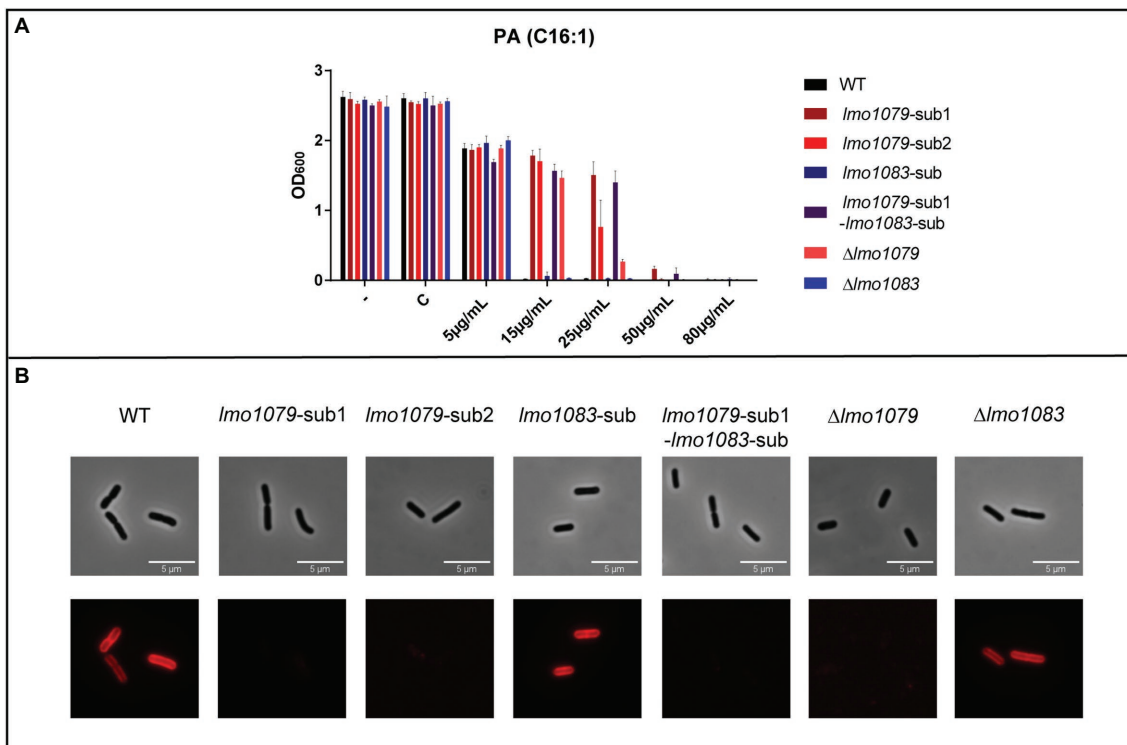 A
PA (C16:1)
OD600
3
2
1
0
-
C
5µg/mL
15µg/mL
25µg/mL
50µg/mL
80µg/mL
WT
lmo1079-sub1
lmo1079-sub2
lmo1083-sub
lmo1079-sub1
-lmo1083-sub
Δlmo1079
Δlmo1083
B
WT
lmo1079-sub1
lmo1079-sub2
lmo1083-sub
lmo1079-sub1
-lmo1083-sub
Δlmo1079
Δlmo1083
5 µm
5 µm
5 µm
5 µm
5 µm
5 µm
5 µm